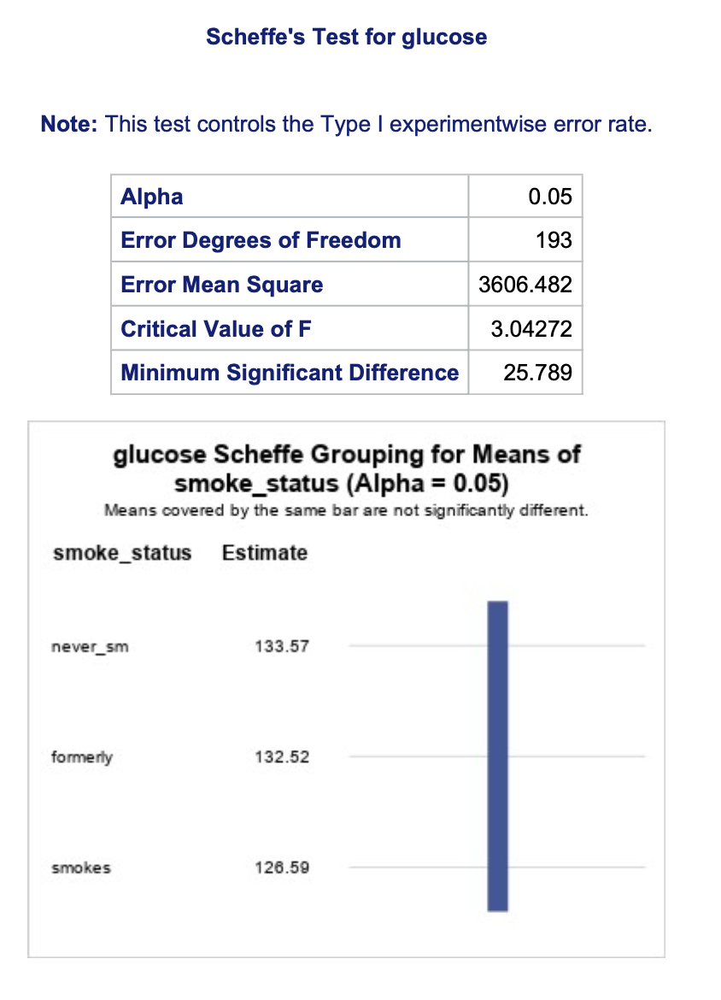 Scheffe's Test for glucose
Note: This test controls the Type I experimentwise error rate.
Alpha 0.05
Error Degrees of Freedom 193
Error Mean Square 3606.482
Critical Value of F 3.04272
Minimum Significant Difference 25.789
glucose Scheffe Grouping for Means of
smoke_status (Alpha = 0.05)
Means covered by the same bar are not significantly different.
smoke_status Estimate
never_sm 133.57
formerly 132.52
smokes 126.59